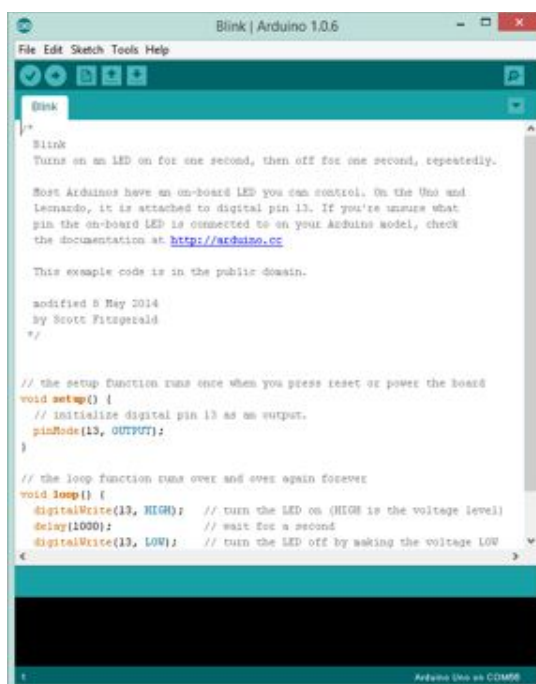 Blink | Arduino 1.0.6
File Edit Sketch Tools Help
Blink
/*
Blink
Turns on an LED on for one second, then off for one second, repeatedly.
Most Arduinos have an on-board LED you can control. On the Uno and
Leonardo, it is attached to digital pin 13. If you're unsure what
pin the on-board LED is connected to on your Arduino model, check
the documentation at http://arduino.cc
This example code is in the public domain.
modified 8 May 2014
by Scott Fitzgerald
*/
// the setup function runs once when you press reset or power the board
void setup() {
// initialize digital pin 13 as an output.
pinMode(13, OUTPUT);
}
// the loop function runs over and over again forever
void loop() {
digitalWrite(13, HIGH); // turn the LED on (HIGH is the voltage level)
delay(1000); // wait for a second
digitalWrite(13, LOW); // turn the LED off by making the voltage LOW
1 Arduino Uno on